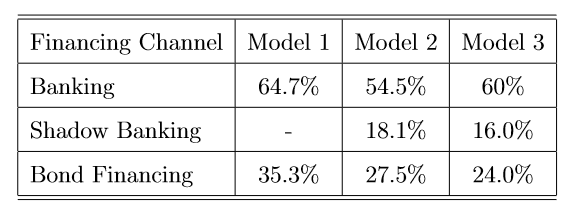 Financing Channel Model 1 Model 2 Model 3
Banking 64.7% 54.5% 60%
Shadow Banking - 18.1% 16.0%
Bond Financing 35.3% 27.5% 24.0%